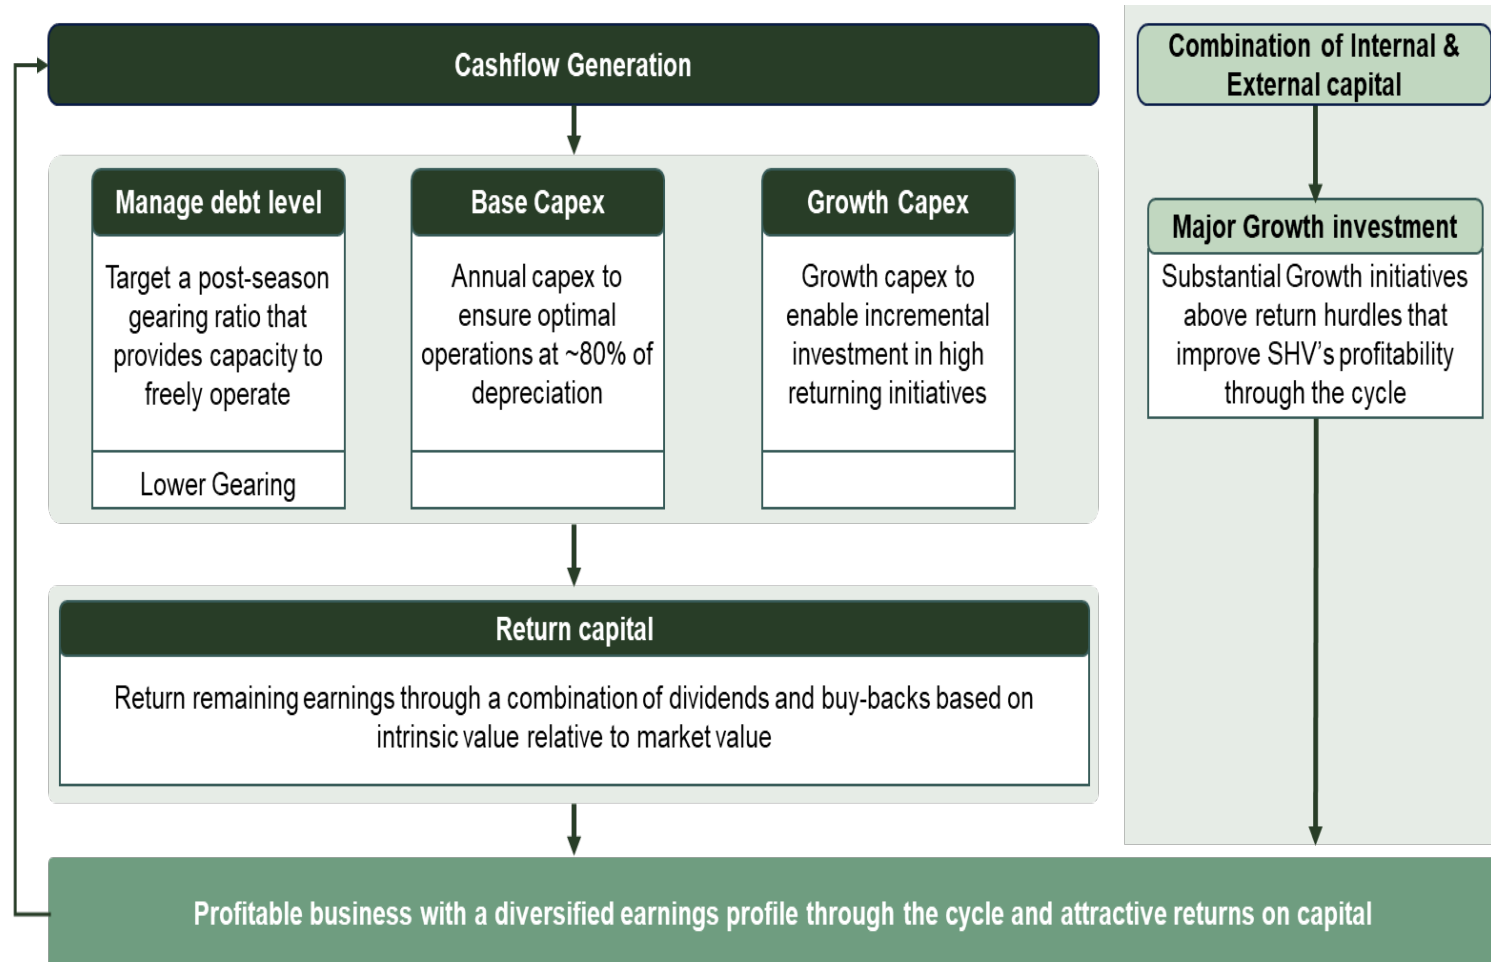 Cashflow Generation
Combination of Internal &
External capital
Manage debt level
Target a post-season
gearing ratio that
provides capacity to
freely operate
Lower Gearing
Base Capex
Annual capex to
ensure optimal
operations at ~80% of
depreciation
Growth Capex
Growth capex to
enable incremental
investment in high
returning initiatives
Major Growth investment
Substantial Growth initiatives
above return hurdles that
improve SHV’s profitability
through the cycle
Return capital
Return remaining earnings through a combination of dividends and buy-backs based on
intrinsic value relative to market value
Profitable business with a diversified earnings profile through the cycle and attractive returns on capital